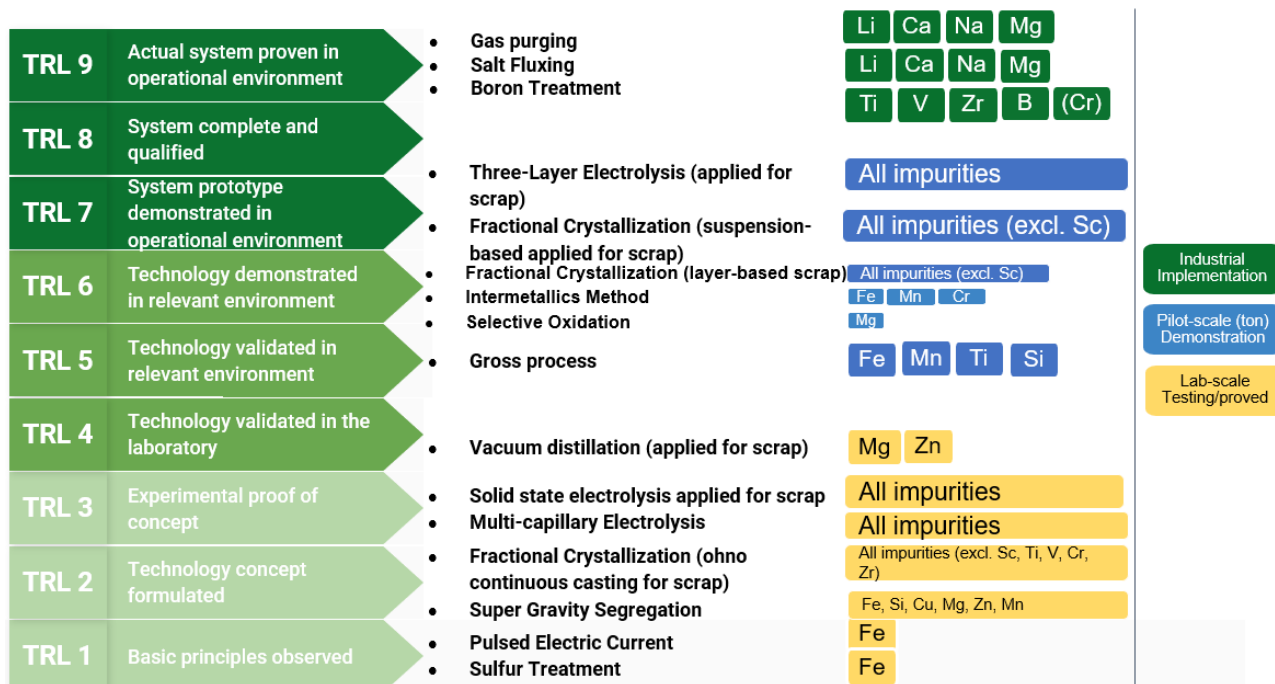 TRL 9
Actual system proven in
operational environment
• Gas purging
Li Ca Na Mg
• Salt Fluxing
Li Ca Na Mg
• Boron Treatment
Ti V Zr B (Cr)
TRL 8
System complete and
qualified
TRL 7
System prototype
demonstrated in
operational environment
• Three-Layer Electrolysis (applied for
scrap)
All impurities
• Fractional Crystallization (suspension-
based applied for scrap)
All impurities (excl. Sc)
TRL 6
Technology demonstrated
in relevant environment
• Fractional Crystallization (layer-based scrap)
All impurities (excl. Sc)
• Intermetallics Method
Fe Mn Cr
• Selective Oxidation
Mg
TRL 5
Technology validated in
relevant environment
• Gross process
Fe Mn Ti Si
TRL 4
Technology validated in the
laboratory
• Vacuum distillation (applied for scrap)
Mg Zn
TRL 3
Experimental proof of
concept
• Solid state electrolysis applied for scrap
All impurities
• Multi-capillary Electrolysis
All impurities
TRL 2
Technology concept
formulated
• Fractional Crystallization (ohno
continuous casting for scrap)
All impurities (excl. Sc, Ti, V, Cr,
Zr)
• Super Gravity Segregation
Fe, Si, Cu, Mg, Zn, Mn
TRL 1
Basic principles observed
• Pulsed Electric Current
Fe
• Sulfur Treatment
Fe
Industrial
Implementation
Pilot-scale (ton)
Demonstration
Lab-scale
Testing/proved